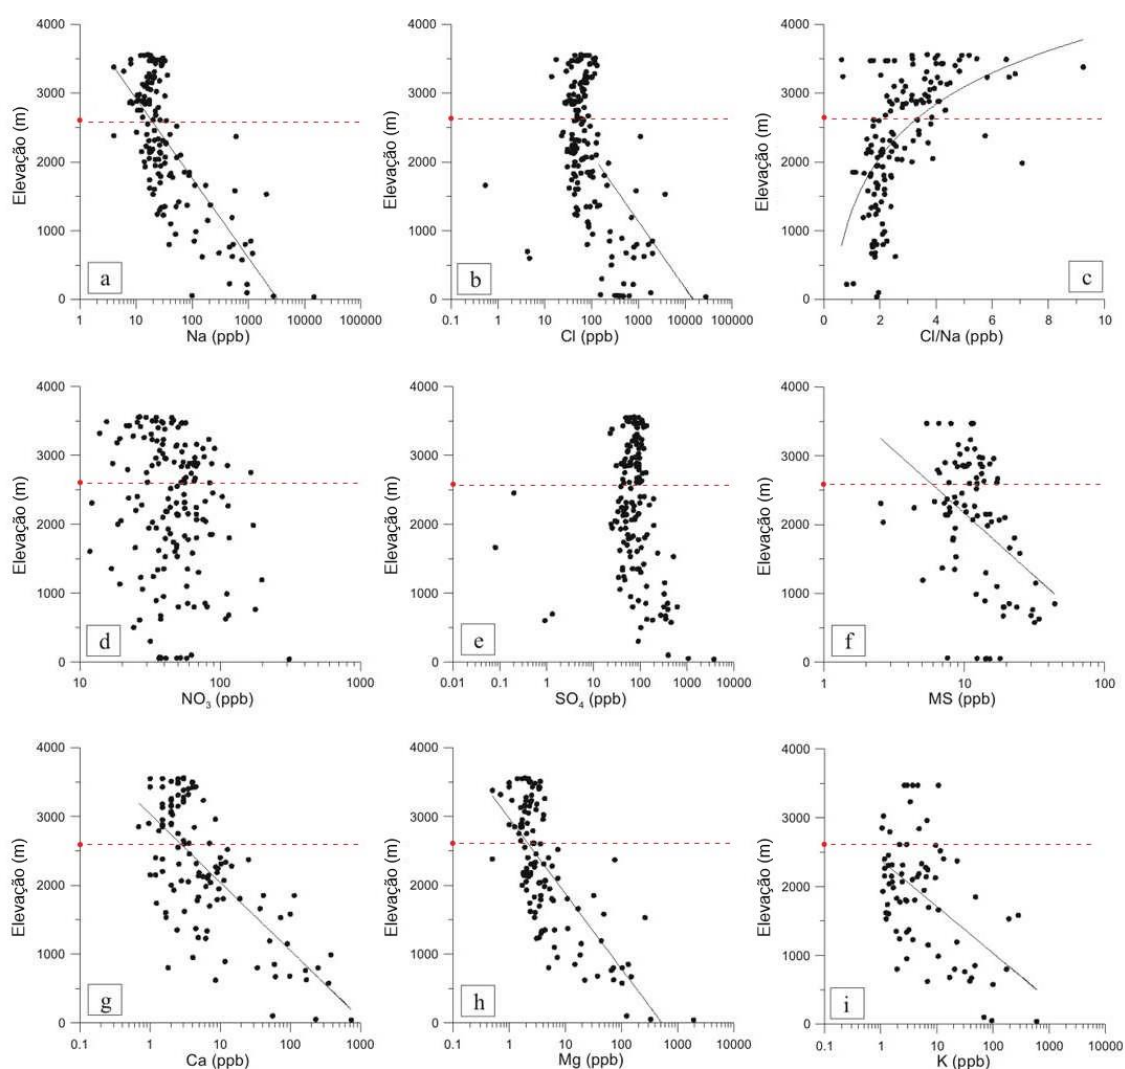 4000
3000
2000
1000
0
Elevação (m)
a
1 10 100 1000 10000 100000
Na (ppb)
4000
3000
2000
1000
0
Elevação (m)
b
0.1 1 10 100 1000 10000 100000
Cl (ppb)
4000
3000
2000
1000
0
Elevação (m)
c
0 2 4 6 8 10
Cl/Na (ppb)
4000
3000
2000
1000
0
Elevação (m)
d
10 100 1000
NO3 (ppb)
4000
3000
2000
1000
0
Elevação (m)
e
0.01 0.1 1 10 100 1000 10000
SO4 (ppb)
4000
3000
2000
1000
0
Elevação (m)
f
1 10 100
MS (ppb)
4000
3000
2000
1000
0
Elevação (m)
g
0.1 1 10 100 1000
Ca (ppb)
4000
3000
2000
1000
0
Elevação (m)
h
0.1 1 10 100 1000 10000
Mg (ppb)
4000
3000
2000
1000
0
Elevação (m)
i
0.1 1 10 100 1000 10000
K (ppb)